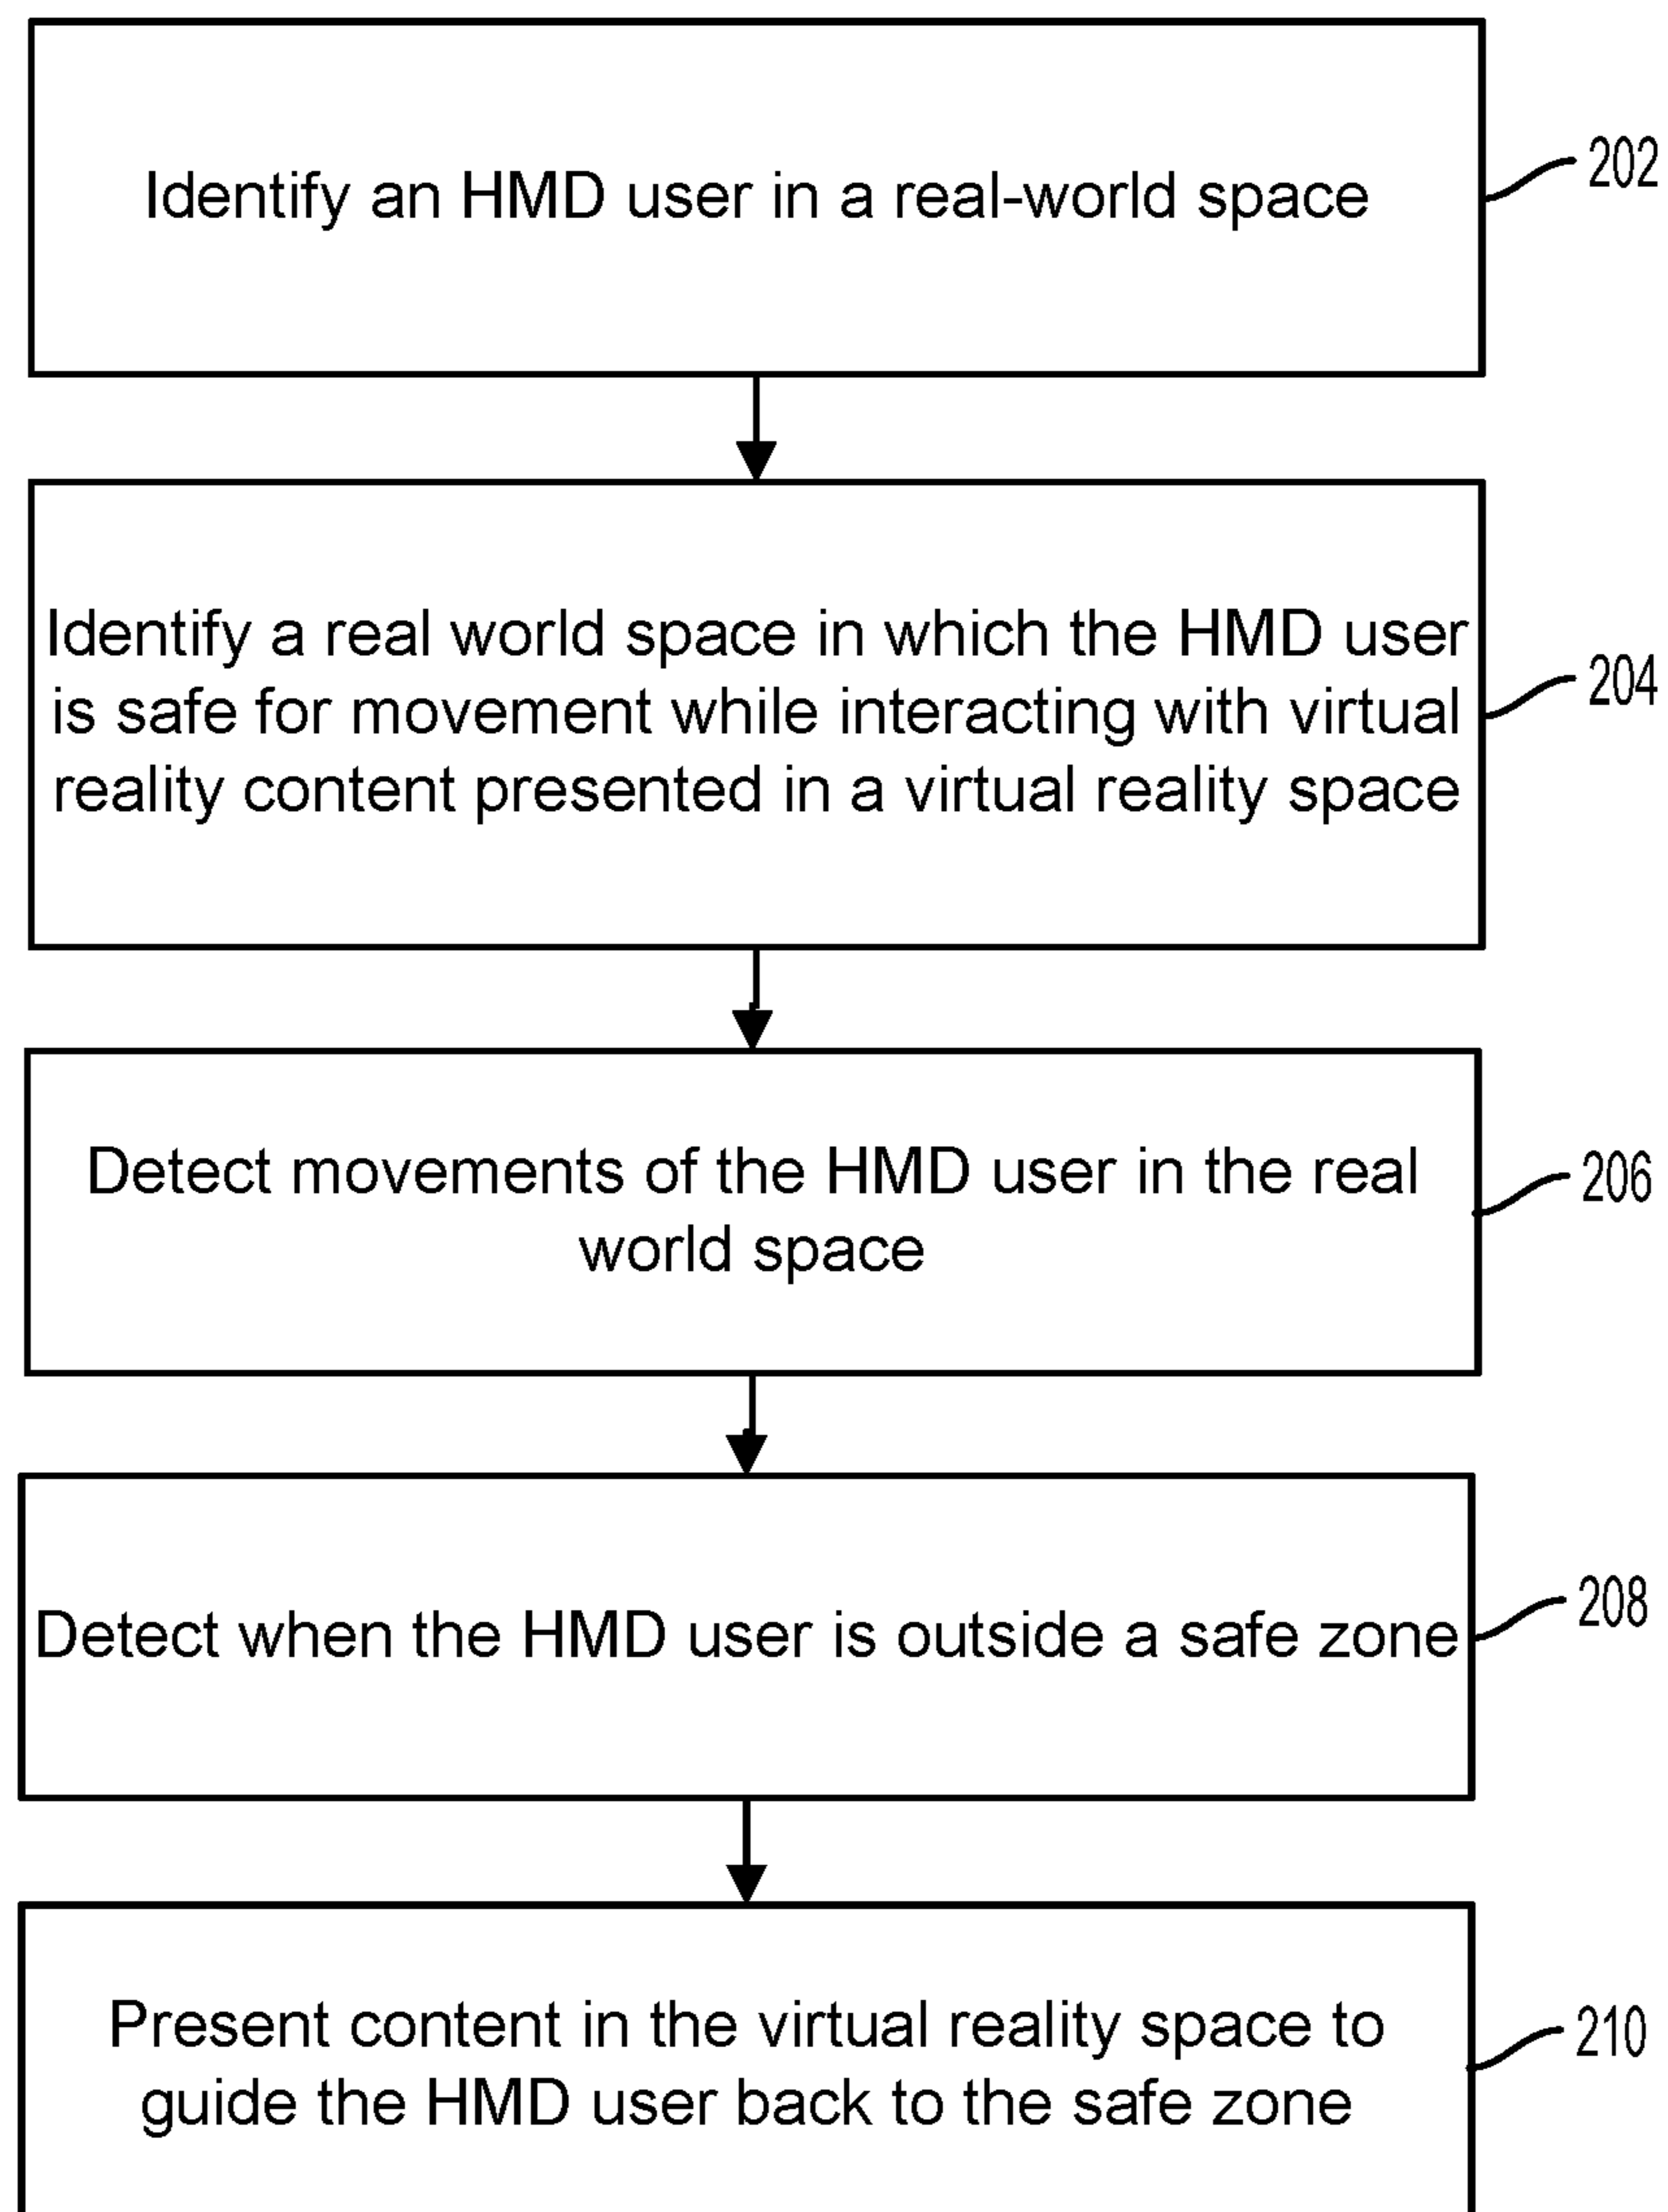 Identify an HMD user in a real-world space
202
Identify a real world space in which the HMD user
is safe for movement while interacting with virtual
reality content presented in a virtual reality space
204
Detect movements of the HMD user in the real
world space
206
Detect when the HMD user is outside a safe zone
208
Present content in the virtual reality space to
guide the HMD user back to the safe zone
210